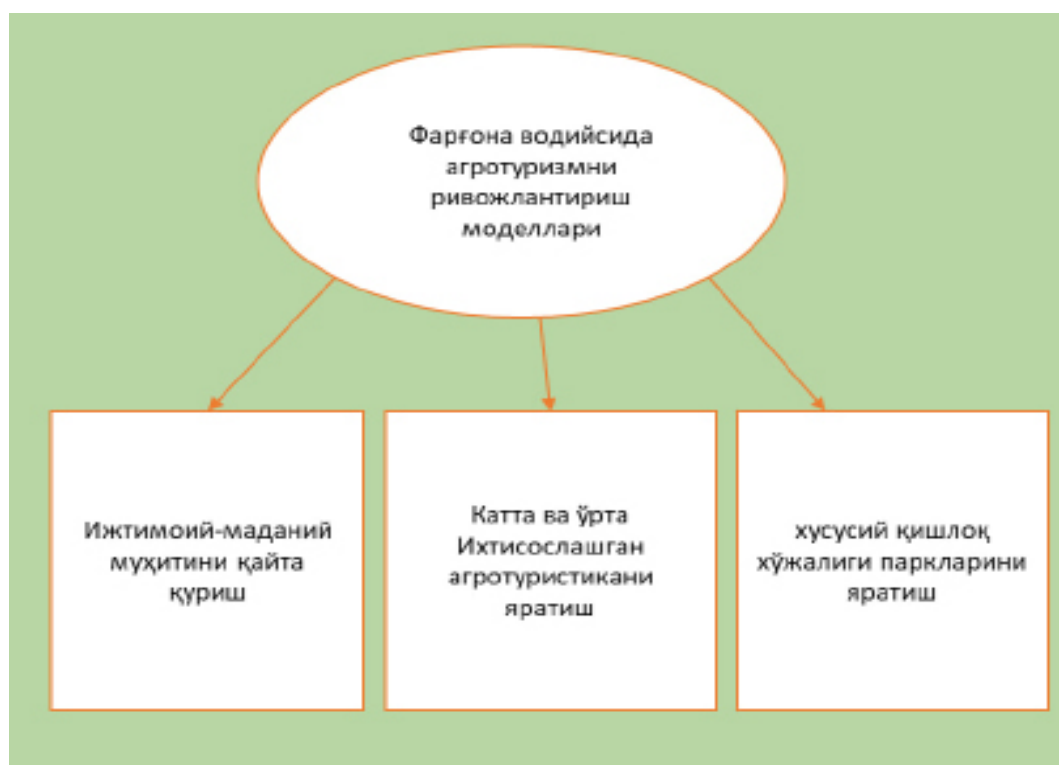 Фарғона водийсида
агротуризмни
ривожлантириш
моделлари
Ижтимоий-маданий
муҳитини қайта
қуриш
Катта ва ўрта
Ихтисослашган
агротуристикани
яратиш
хусусий қишлоқ
хўжалиги паркларини
яратиш